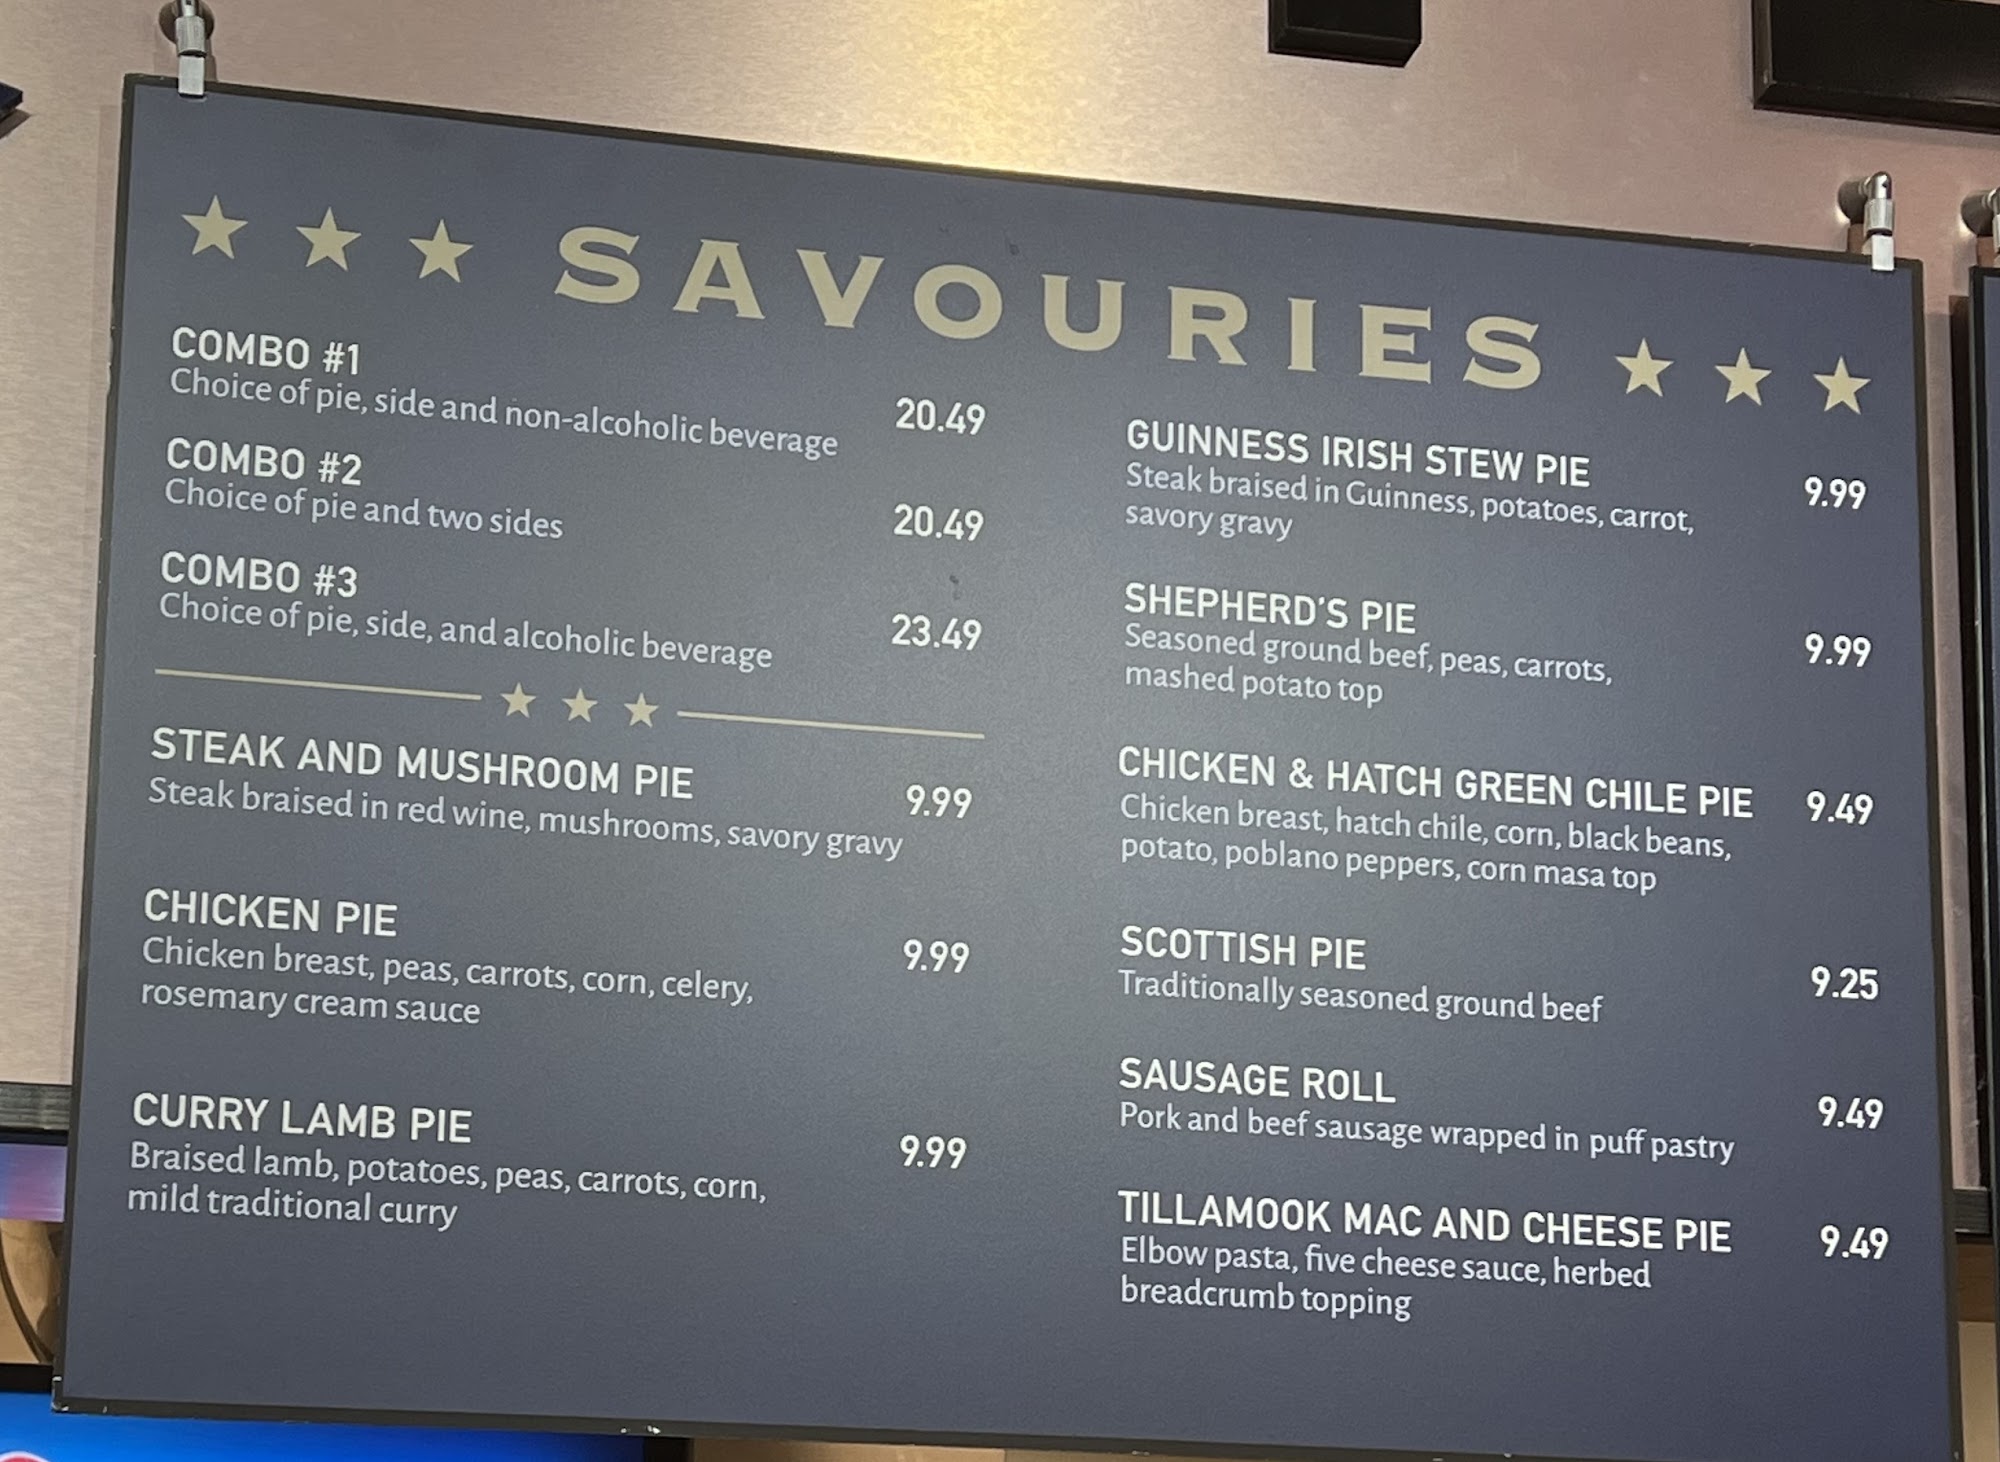 SAVOURIES
COMBO #1
Choice of pie, side and non-alcoholic beverage
20.49
COMBO #2
Choice of pie and two sides
20.49
COMBO #3
Choice of pie, side, and alcoholic beverage
23.49
STEAK AND MUSHROOM PIE
9.99
Steak braised in red wine, mushrooms, savory gravy
CHICKEN PIE
9.99
Chicken breast, peas, carrots, corn, celery,
rosemary cream sauce
CURRY LAMB PIE
9.99
Braised lamb, potatoes, peas, carrots, corn,
mild traditional curry
GUINNESS IRISH STEW PIE
9.99
Steak braised in Guinness, potatoes, carrot,
savory gravy
SHEPHERD'S PIE
9.99
Seasoned ground beef, peas, carrots,
mashed potato top
CHICKEN & HATCH GREEN CHILE PIE
9.49
Chicken breast, hatch chile, corn, black beans,
potato, poblano peppers, corn masa top
SCOTTISH PIE
9.25
Traditionally seasoned ground beef
SAUSAGE ROLL
9.49
Pork and beef sausage wrapped in puff pastry
TILLAMOOK MAC AND CHEESE PIE
9.49
Elbow pasta, five cheese sauce, herbed
breadcrumb topping